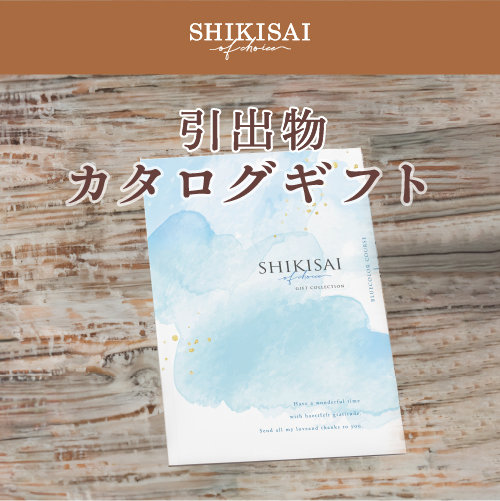 SHIKISAI
of choice
引出物
カタログギフト
SHIKISAI
of choice
GIFT COLLECTION
BLUECOLOR COURSE
Have a wonderful time
with heartfelt gratitude.
Send all my love and thanks to you.